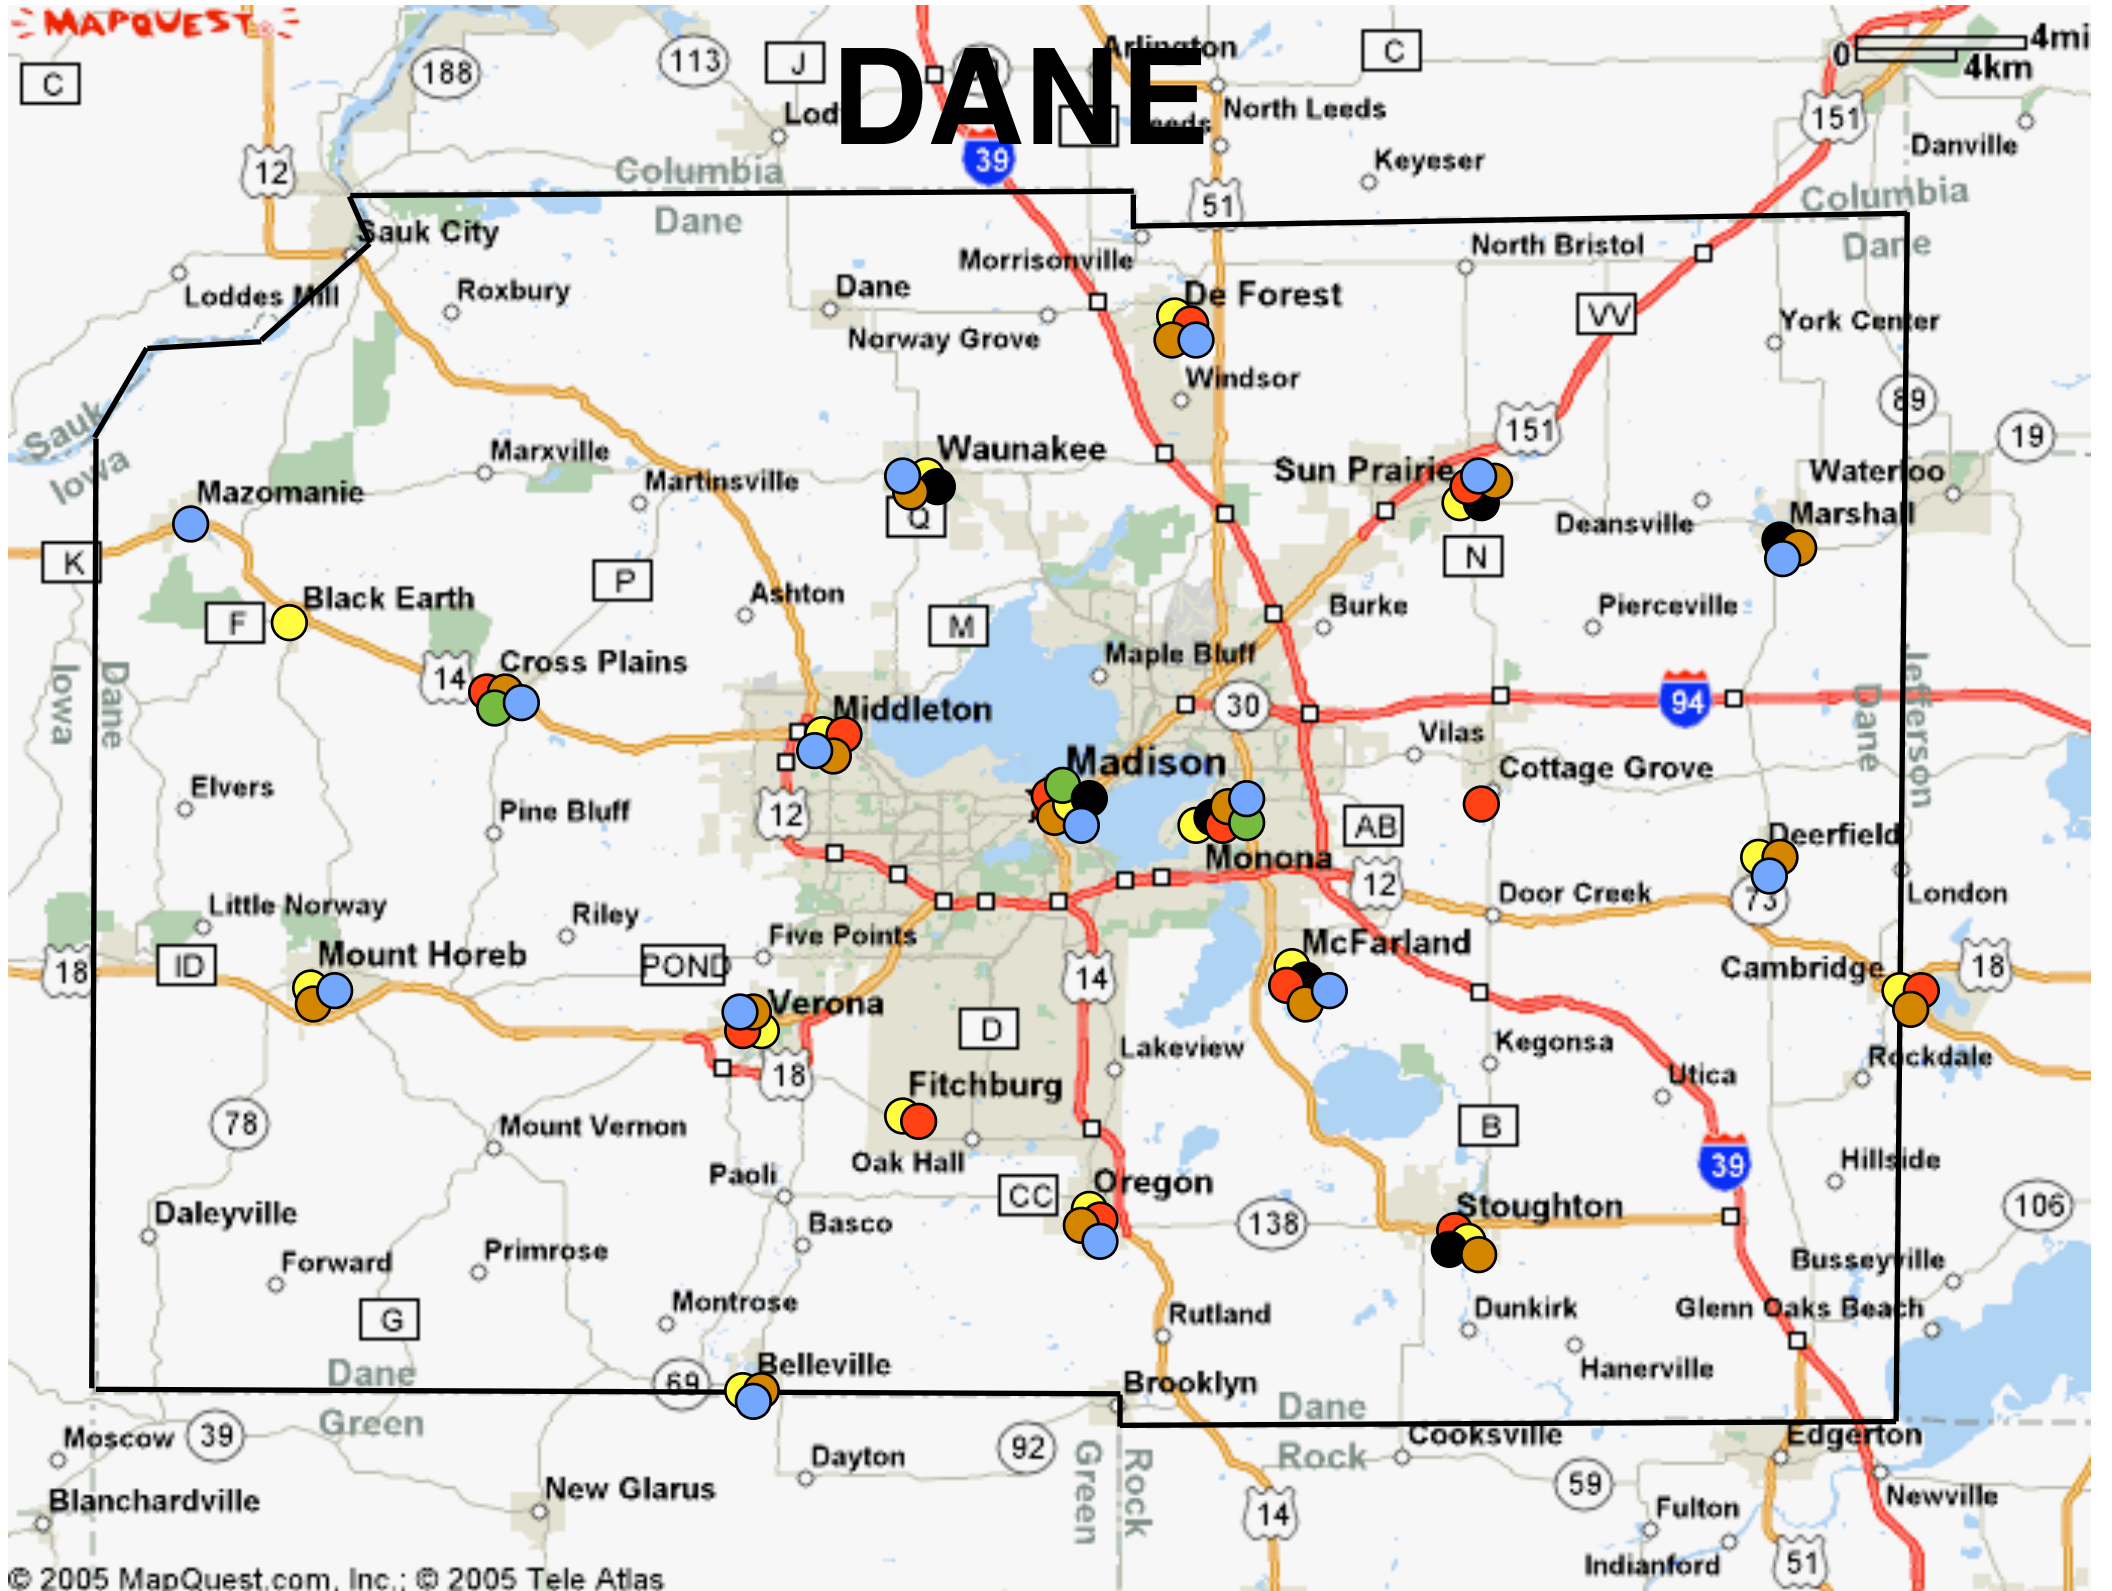 MAPQUEST
DANE
0 4mi
4km
C
188
113
J
Arlington
C
151
Lod
eeds
North Leeds
Danville
12
39
Keyeser
Columbia
Dane
51
Columbia
Dane
Sauk City
North Bristol
Morrisonville
Loddes Mill
Roxbury
Dane
De Forest
VV
York Center
Norway Grove
Windsor
89
Sauk
Iowa
151
19
Marxville
Waunakee
Sun Prairie
Waterloo
Mazomanie
Martinsville
Q
Deansville
Marshall
K
P
N
Black Earth
Ashton
Burke
Pierceville
F
M
14
Cross Plains
Maple Bluff
Iowa
Dane
Jefferson
Dane
Middleton
30
94
Vilas
Madison
Cottage Grove
Elvers
Pine Bluff
12
AB
Deerfield
Monona
12
Door Creek
73
London
Little Norway
Riley
Five Points
McFarland
18
ID
Mount Horeb
POND
14
Cambridge
18
Verona
D
Lakeview
Kegonsa
Rockdale
18
Fitchburg
Utica
78
Mount Vernon
B
Oak Hall
39
Hillside
Paoli
CC
Oregon
Stoughton
106
Daleyville
Basco
138
Forward
Primrose
Busseyville
Montrose
Rutland
Dunkirk
Glenn Oaks Beach
G
Dane
Green
69
Belleville
Hanerville
Brooklyn
Dane
Rock
Moscow
39
92
Cooksville
Edgerton
Dayton
Green
Rock
59
Blanchardville
New Glarus
14
Fulton
Newville
Indianford
51
© 2005 MapQuest.com, Inc.; © 2005 Tele Atlas